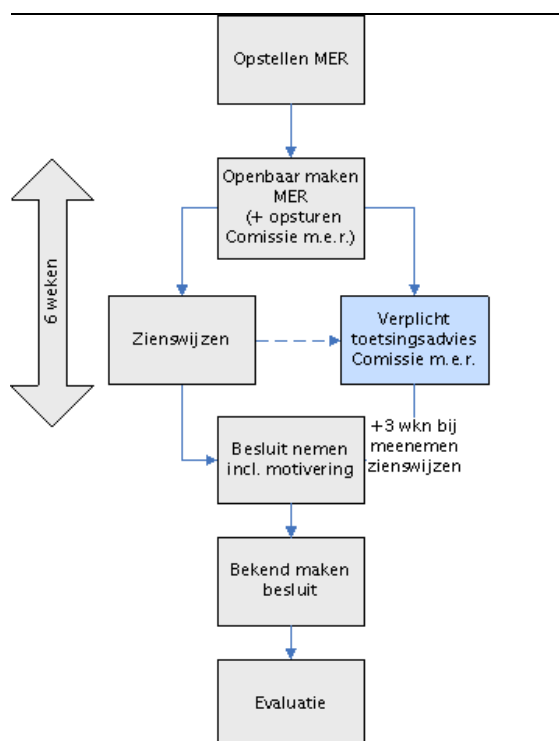 Opstellen MER
Openbaar maken
MER
(+ opsturen
Comissie m.e.r.)
6 weken
Zienswijzen
Verplicht
toetsingsadvies
Comissie m.e.r.
+3 wkn bij
meenemen
zienswijzen
Besluit nemen
incl. motivering
Bekend maken
besluit
Evaluatie